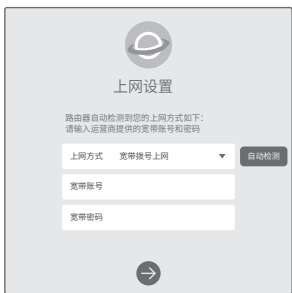 上网设置
路由器自动检测到您的上网方式如下：
请输入运营商提供的宽带账号和密码
上网方式 宽带拨号上网 自动检测
宽带账号
宽带密码